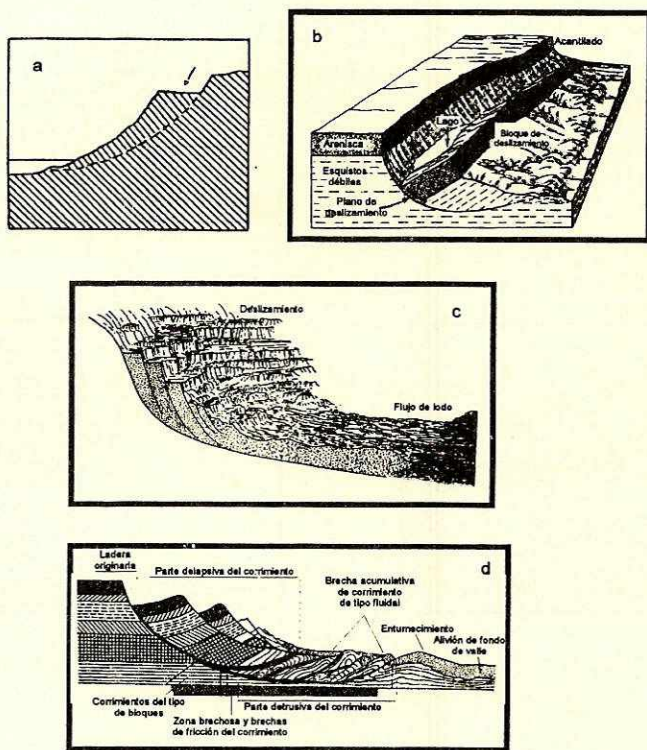 a
b
Acantilado
Lago
Bloque de
deslizamiento
Arenisca
Esquistos
débiles
Plano de
deslizamiento
c
Deslizamiento
Flujo de lodo
d
Ladera
originaria
Parte delapsiva del corrimiento
Brecha acumulativa
de corrimiento
de tipo fluidal
Entumecimiento
Alivión de fondo
de valle
Corrimientos del tipo
de bloques
Parte detrusiva del corrimiento
Zona brechosa y brechas
de fricción del corrimiento